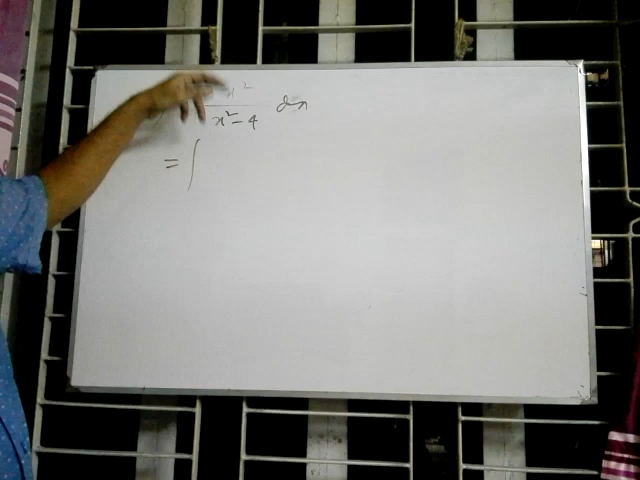 x²
x² - 4 dx
= ∫